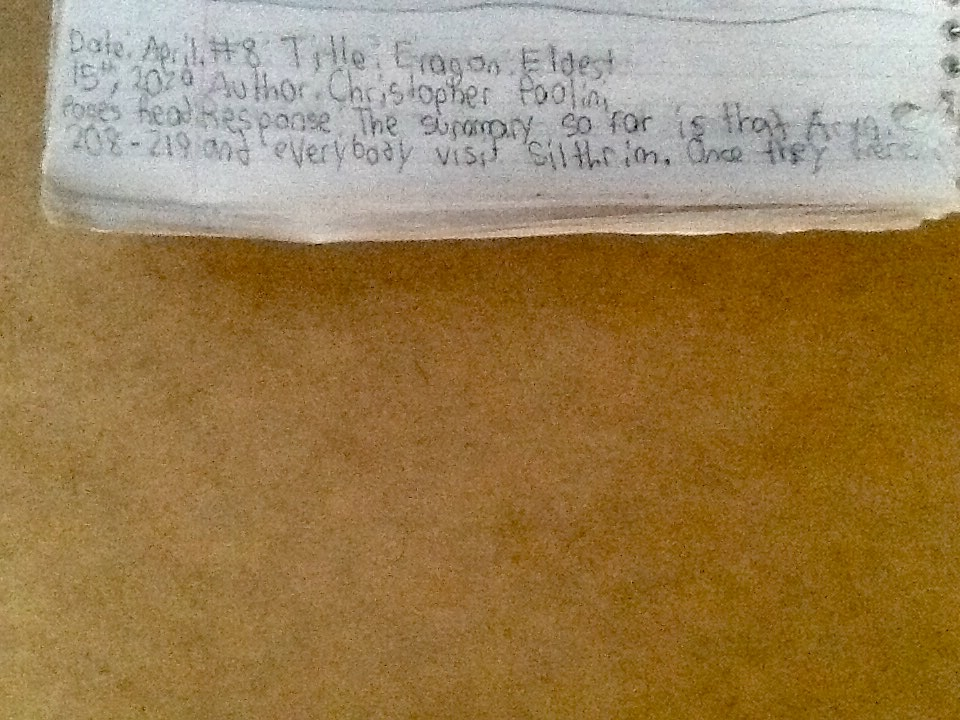 Date: April #8 Title: Eragon Eldest
15th, 2020 Author: Christopher Paolini
Pages Read Response: The summary so far is that Arya
208-219 and everybody visit Silthrim. Once they